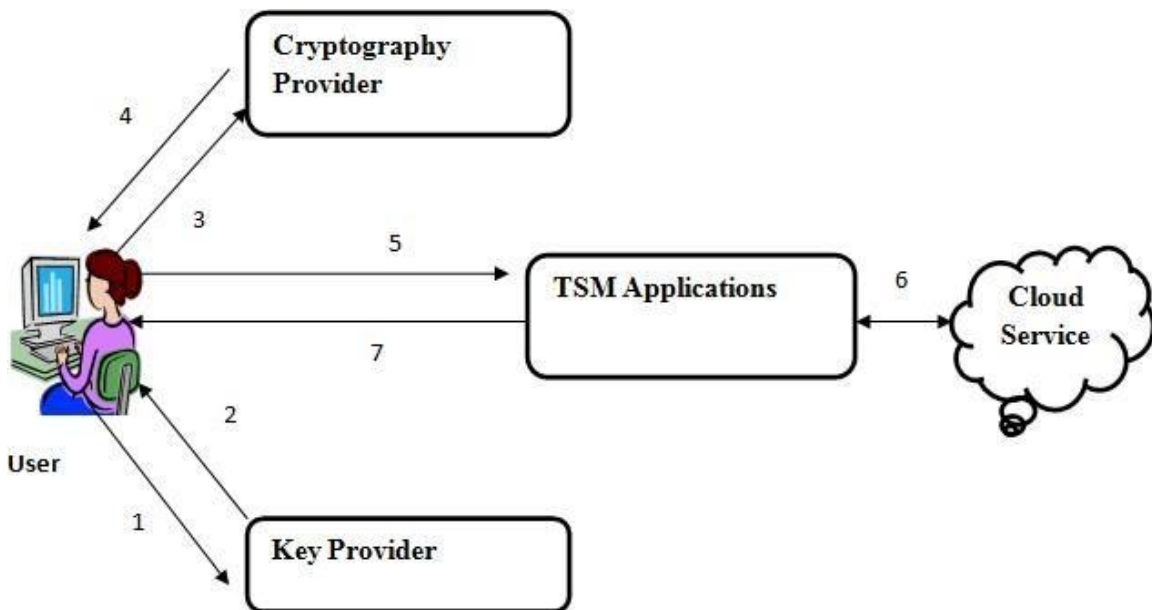 Cryptography
Provider
4
3
5
TSM Applications
6
Cloud
Service
7
2
User
1
Key Provider